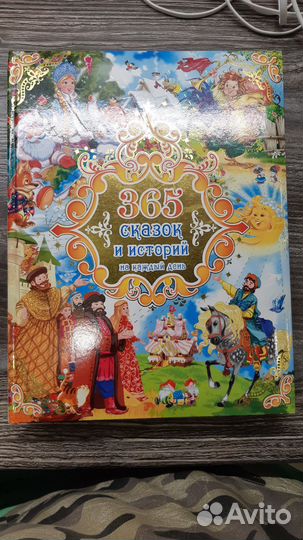 365
сказок
и историй
на каждый день
Avito